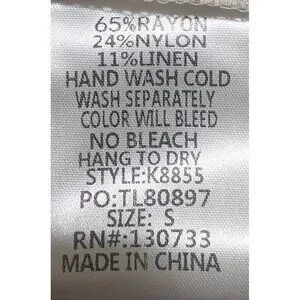 65%RAYON
24%NYLON
11%LINEN
HAND WASH COLD
WASH SEPARATELY
COLOR WILL BLEED
NO BLEACH
HANG TO DRY
STYLE:K8855
PO:TL80897
SIZE: S
RN#:130733
MADE IN CHINA